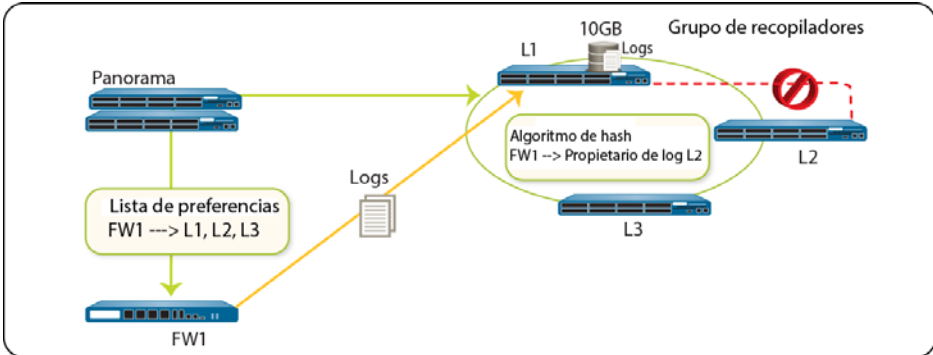 10GB
Grupo de recopiladores
L1
Logs
Panorama
Algoritmo de hash
FW1 --> Propietario de log L2
L2
Logs
Lista de preferencias
FW1 ---> L1, L2, L3
L3
FW1